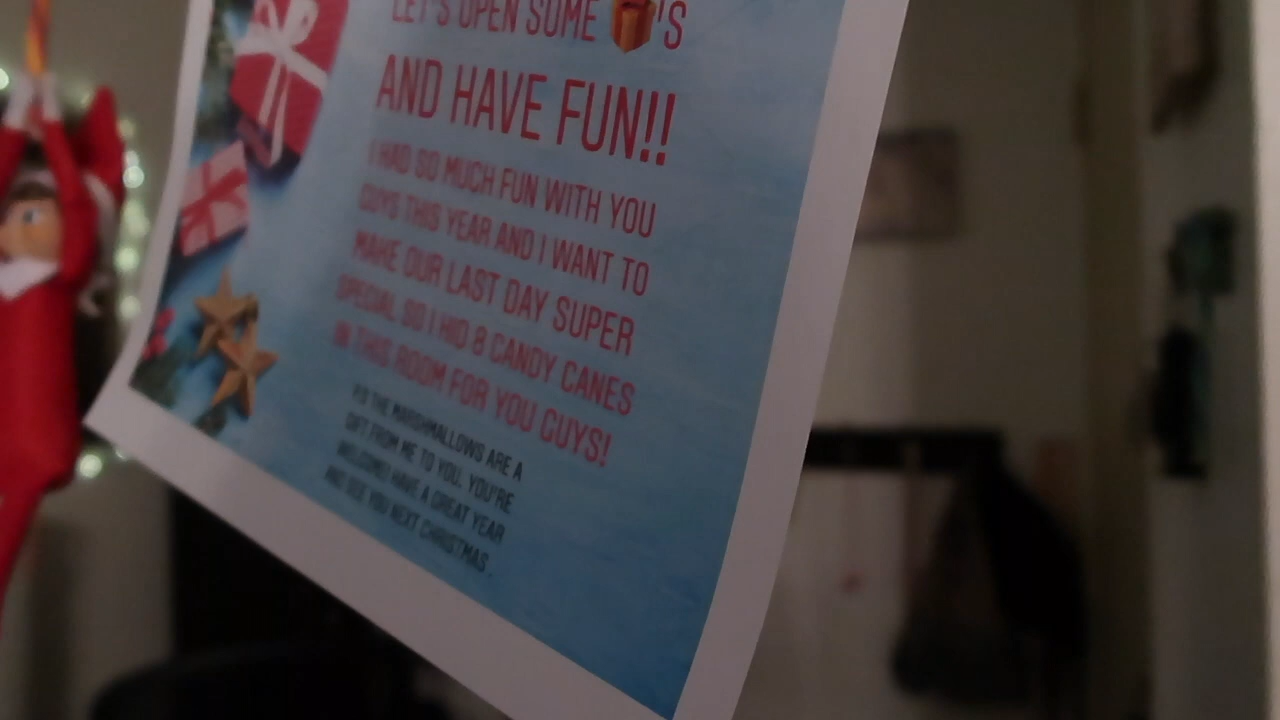 LET'S OPEN SOME 🎁'S
AND HAVE FUN!!
I HAD SO MUCH FUN WITH YOU
GUYS THIS YEAR AND I WANT TO
MAKE OUR LAST DAY SUPER
SPECIAL SO I HID 8 CANDY CANES
IN THIS ROOM FOR YOU GUYS!
PS THE MARSHMALLOWS ARE A
GIFT FROM ME TO YOU. YOU'RE
WELCOME! HAVE A GREAT YEAR
AND SEE YOU NEXT CHRISTMAS